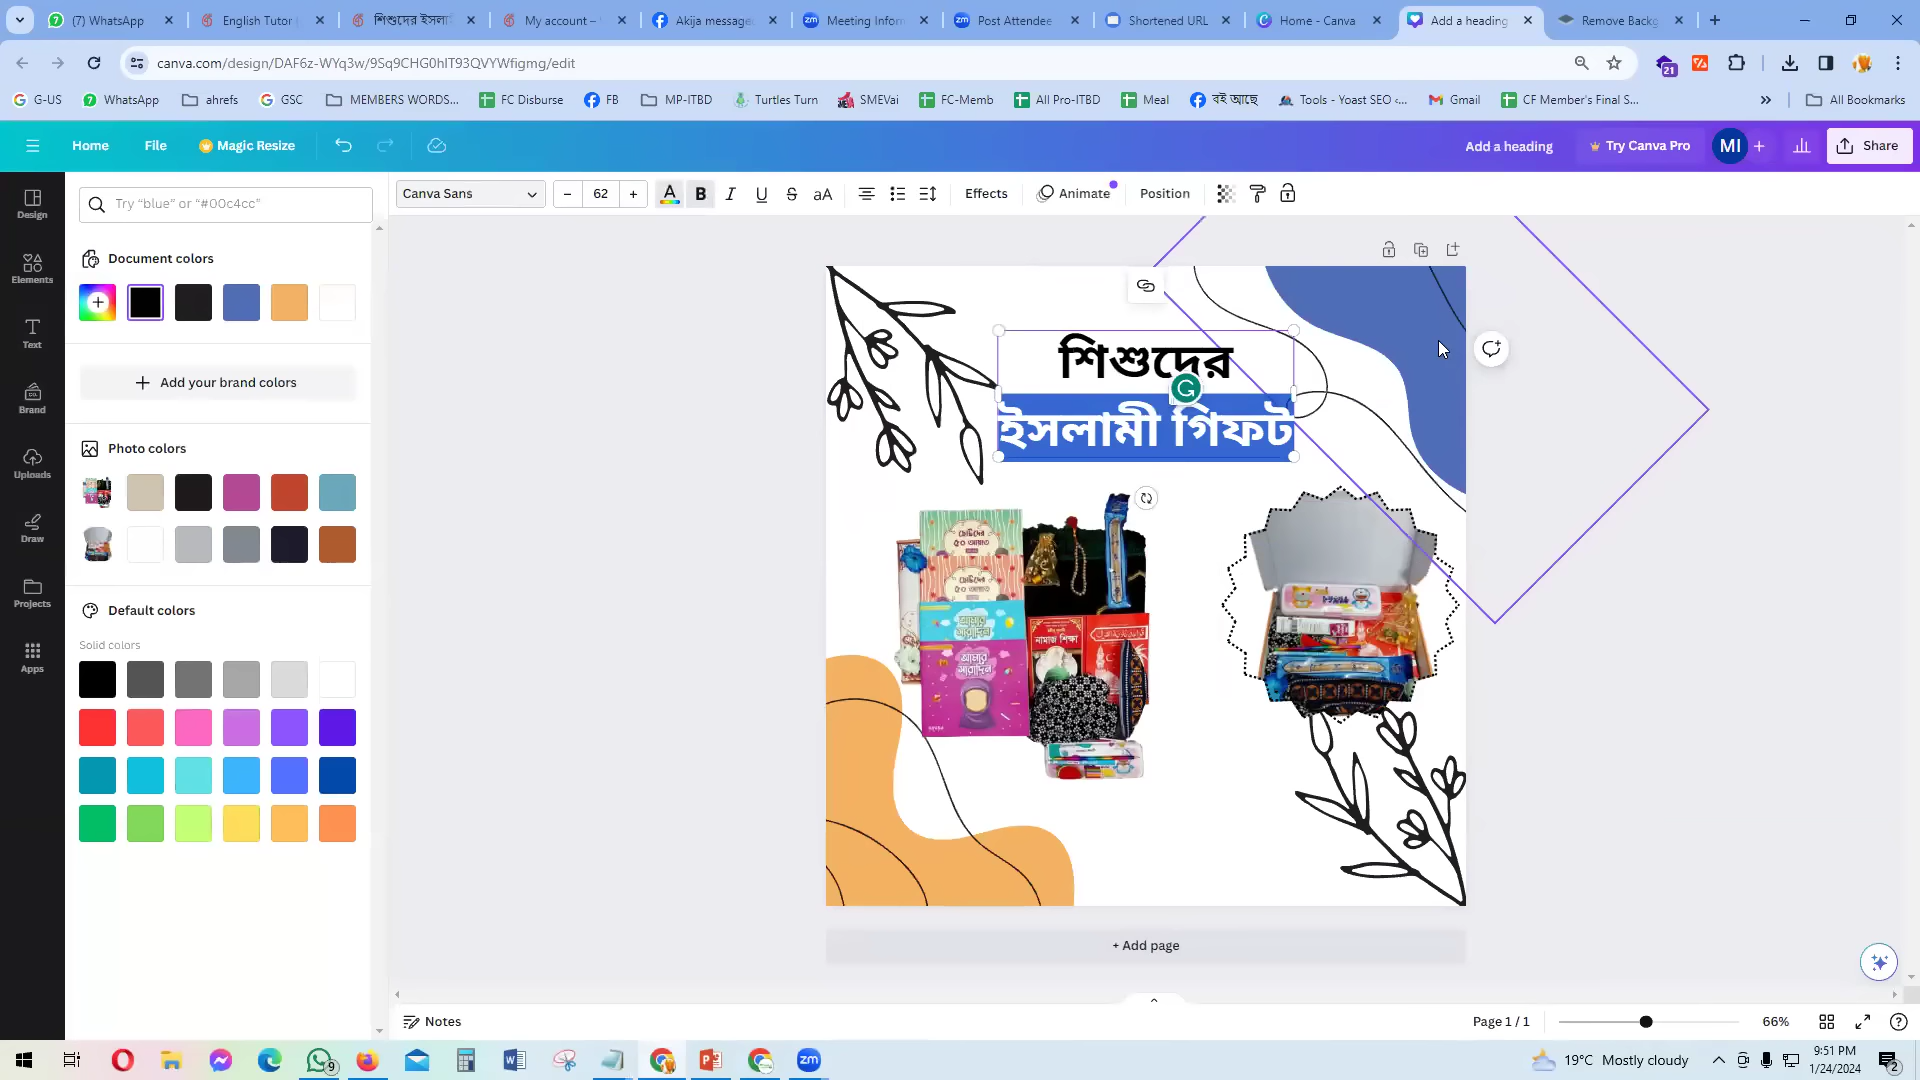 (7) WhatsApp
English Tutor |
শিশুদের ইসলা
My account –
Akija message
Meeting Inform
Post Attendee
Shortened URL
Home - Canva
Add a heading
Remove Backg
canva.com/design/DAF6z-WYq3w/9Sq9CHG0hIT93QVYWfigmg/edit
21
G-US
WhatsApp
ahrefs
GSC
MEMBERS WORDS...
FC Disburse
FB
MP-ITBD
Turtles Turn
SMEVai
FC-Memb
All Pro-ITBD
Meal
বই আছে
Tools - Yoast SEO ‹...
Gmail
CF Member's Final S...
All Bookmarks
Home
File
Magic Resize
Add a heading
Try Canva Pro
MI
Share
Try "blue" or "#00c4cc"
Canva Sans
62
A
B
I
U
S
aA
Effects
Animate
Position
Design
Elements
Text
Brand
Uploads
Draw
Projects
Apps
Document colors
Add your brand colors
Photo colors
Default colors
Solid colors
শিশুদের
ইসলামী গিফট
নামাজ শিক্ষা
আমার
সারাদিন
+ Add page
Notes
Page 1 / 1
66%
19°C Mostly cloudy
9:51 PM
1/24/2024